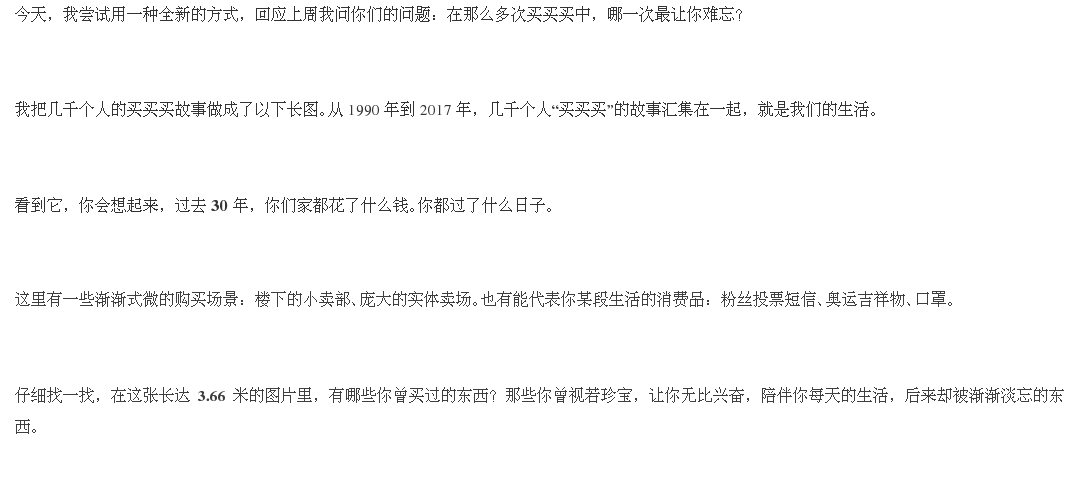 今天，我尝试用一种全新的方式，回应上周我问你们的问题：在那么多次买买买中，哪一次最让你难忘？
我把几千个人的买买买故事做成了以下长图。从 1990 年到 2017 年，几千个人“买买买”的故事汇集在一起，就是我们的生活。
看到它，你会想起来，过去 30 年，你们家都花了什么钱。你都过了什么日子。
这里有一些渐渐式微的购买场景：楼下的小卖部、庞大的实体卖场。也有能代表你某段生活的消费品：粉丝投票短信、奥运吉祥物、口罩。
仔细找一找，在这张长达 3.66 米的图片里，有哪些你曾买过的东西？那些你曾视若珍宝，让你无比兴奋，陪伴你每天的生活，后来却被渐渐淡忘的东
西。